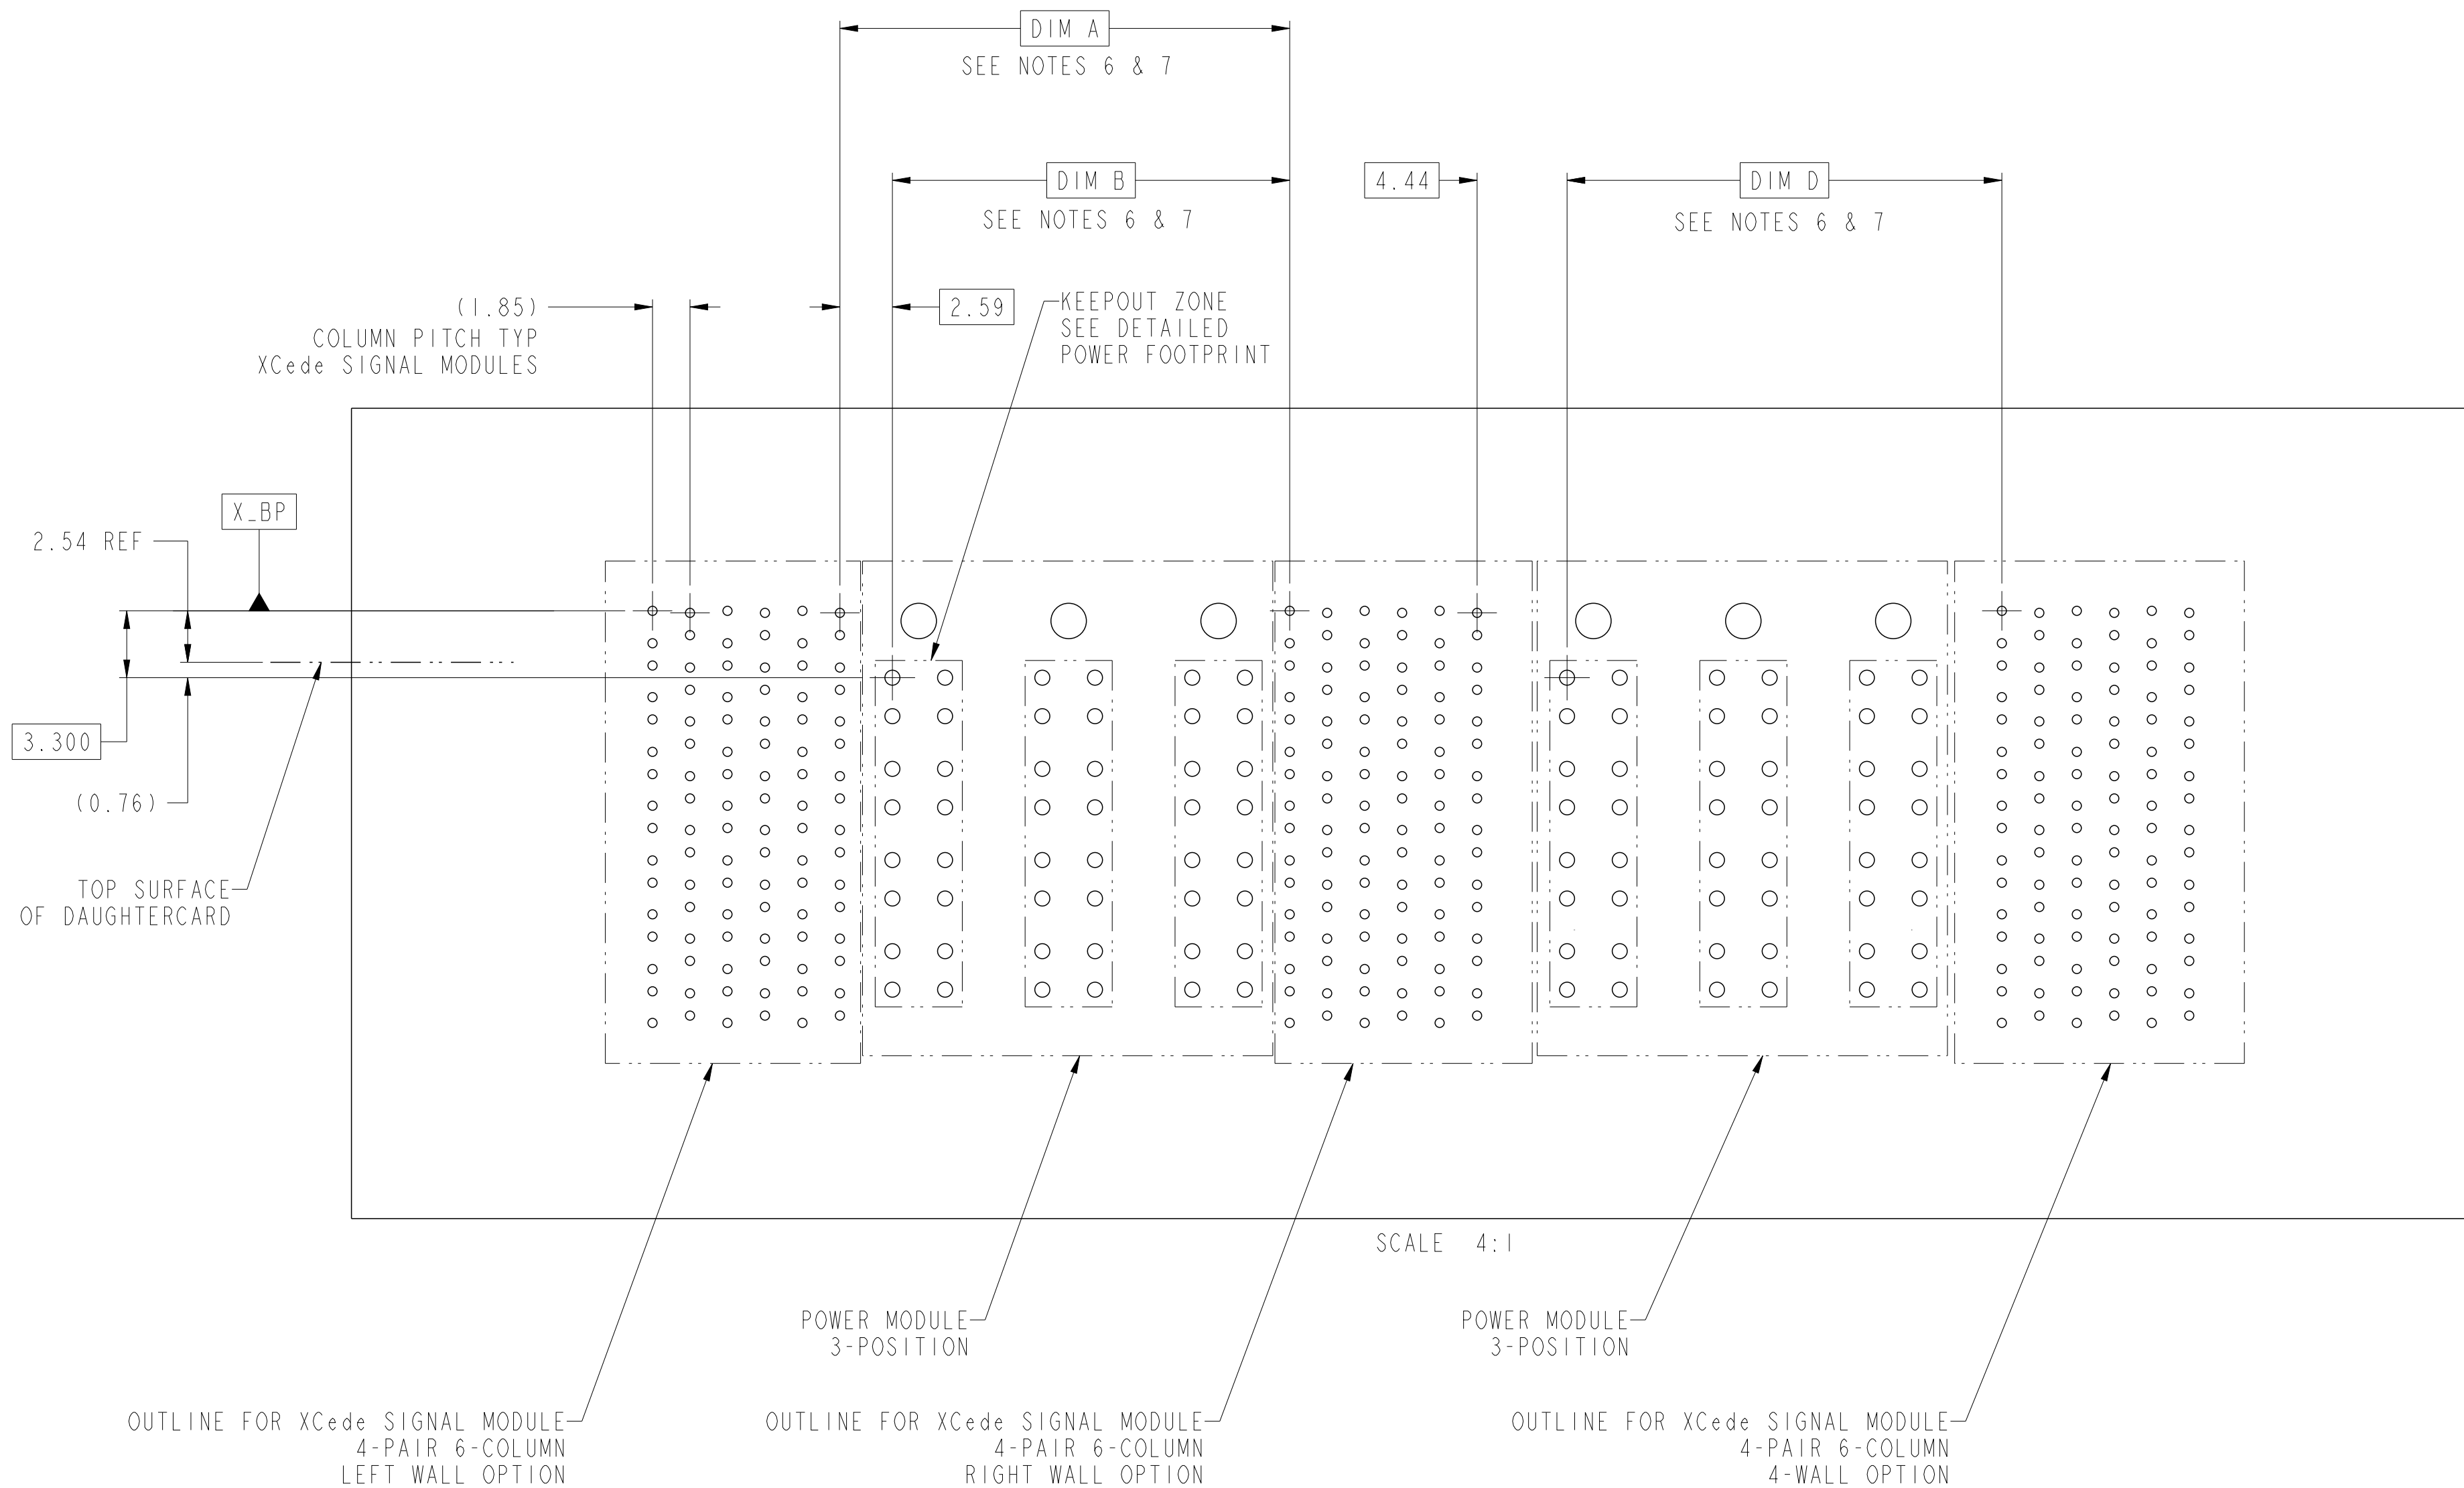 DIM A
SEE NOTES 6 & 7
DIM B
SEE NOTES 6 & 7
4.44
DIM D
SEE NOTES 6 & 7
(1.85)
COLUMN PITCH TYP
XCede SIGNAL MODULES
2.59
KEEPOUT ZONE
SEE DETAILED
POWER FOOTPRINT
X_BP
2.54 REF
3.300
(0.76)
TOP SURFACE
OF DAUGHTERCARD
SCALE 4:1
POWER MODULE
3-POSITION
POWER MODULE
3-POSITION
OUTLINE FOR XCede SIGNAL MODULE
4-PAIR 6-COLUMN
LEFT WALL OPTION
OUTLINE FOR XCede SIGNAL MODULE
4-PAIR 6-COLUMN
RIGHT WALL OPTION
OUTLINE FOR XCede SIGNAL MODULE
4-PAIR 6-COLUMN
4-WALL OPTION